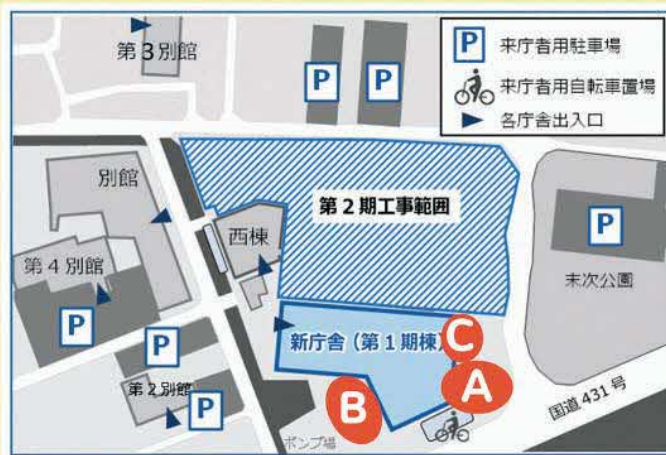 第3別館
P
P
P 来庁者用駐車場
来庁者用自転車置場
各庁舎出入口
別館
第2期工事範囲
西棟
P
第4別館
末次公園
P
新庁舎（第1期棟）
C
P
A
第2別館
B
P
国道431号
ポンプ場